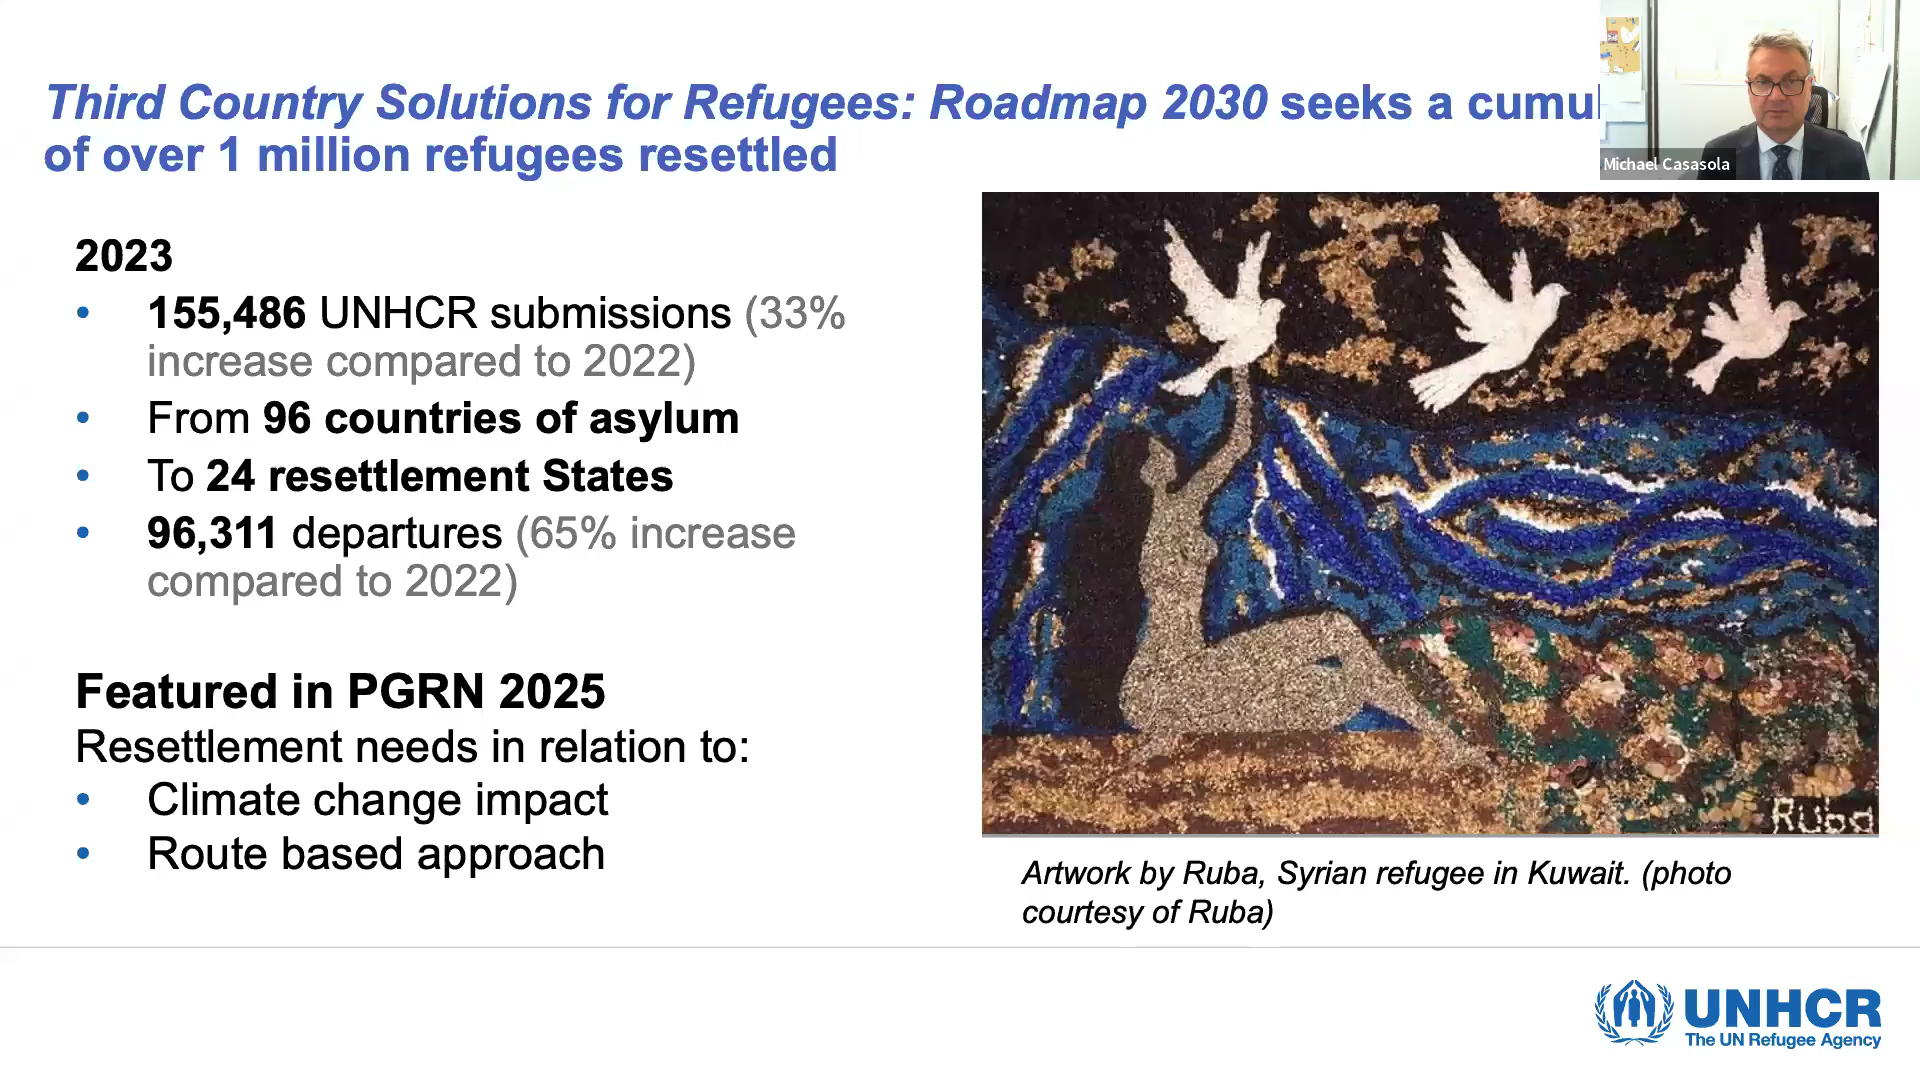 Third Country Solutions for Refugees: Roadmap 2030 seeks a cumul
of over 1 million refugees resettled
Michael Casasola
2023
• 155,486 UNHCR submissions (33%
increase compared to 2022)
• From 96 countries of asylum
• To 24 resettlement States
• 96,311 departures (65% increase
compared to 2022)
Featured in PGRN 2025
Resettlement needs in relation to:
• Climate change impact
• Route based approach
Ruba
Artwork by Ruba, Syrian refugee in Kuwait. (photo
courtesy of Ruba)
UNHCR
The UN Refugee Agency